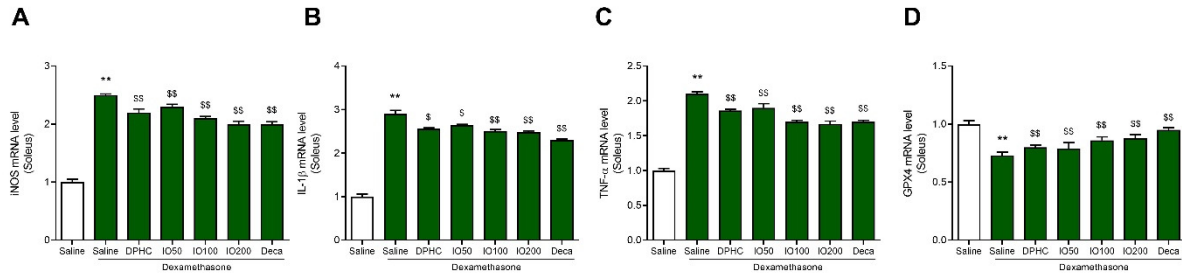 A
iNOS mRNA level
(Soleus)
3
2
1
0
**
$$
$$
$$
$$
$$
Saline
Saline
DPHC
IO50
IO100
IO200
Deca
Dexamethasone
B
IL-1β mRNA level
(Soleus)
4
3
2
1
0
**
$
$
$$
$$
$$
Saline
Saline
DPHC
IO50
IO100
IO200
Deca
Dexamethasone
C
TNF-α mRNA level
(Soleus)
2.5
2.0
1.5
1.0
0.5
0.0
**
$$
$$
$$
$$
$$
Saline
Saline
DPHC
IO50
IO100
IO200
Deca
Dexamethasone
D
GPX4 mRNA level
(Soleus)
1.5
1.0
0.5
0.0
**
$$
$$
$$
$$
$$
Saline
Saline
DPHC
IO50
IO100
IO200
Deca
Dexamethasone